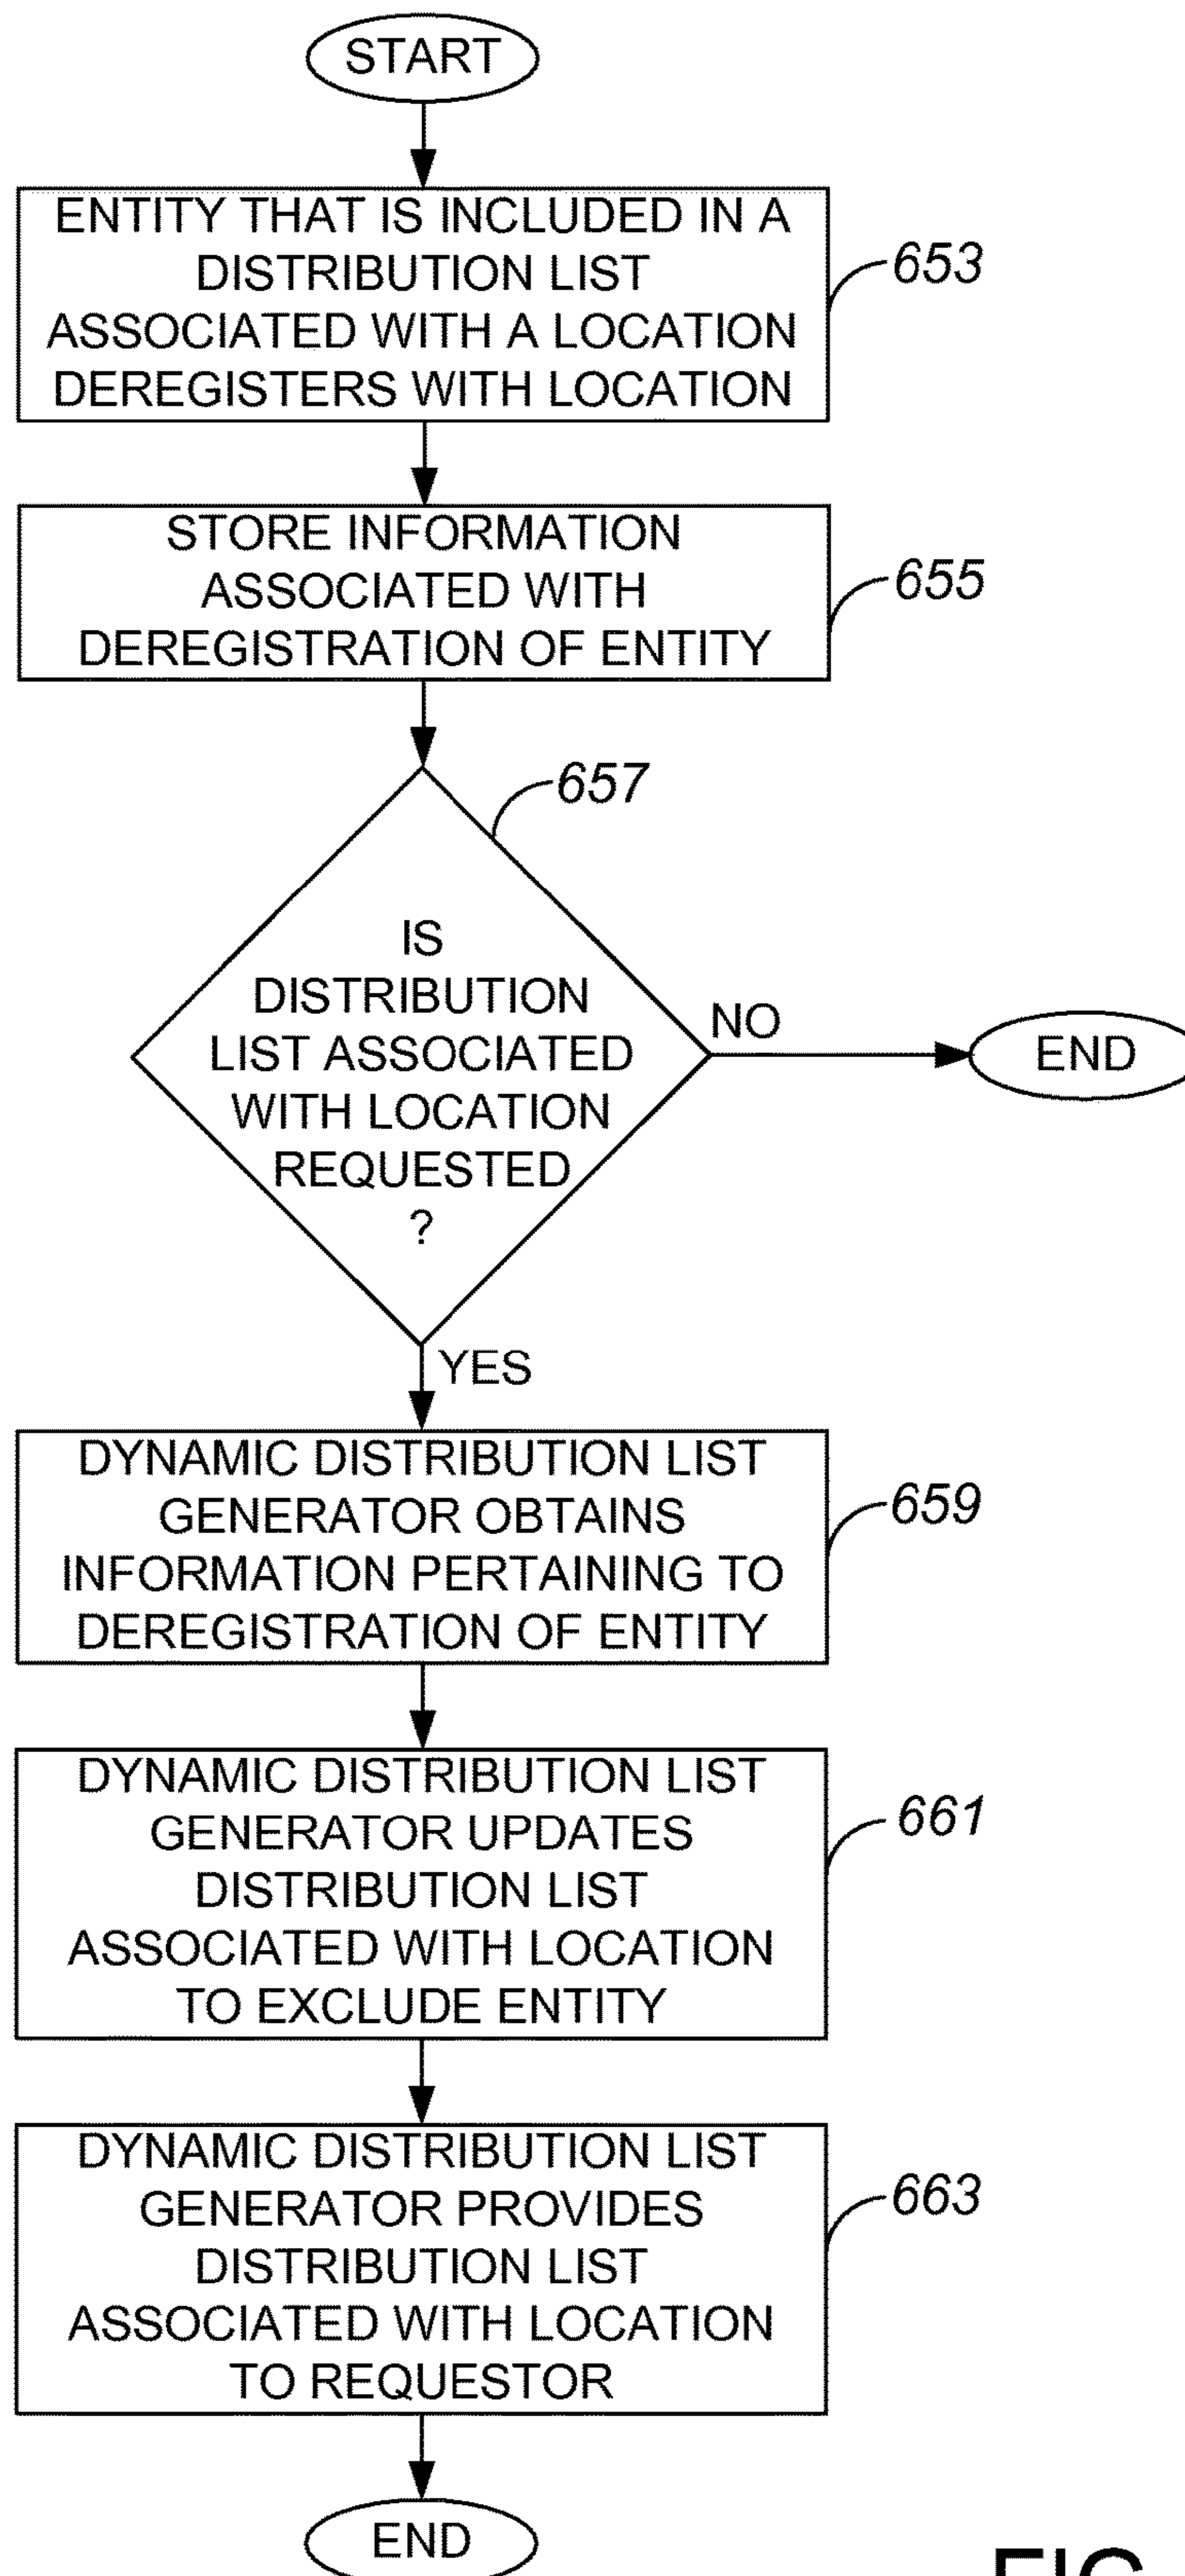 START
ENTITY THAT IS INCLUDED IN A
DISTRIBUTION LIST
ASSOCIATED WITH A LOCATION
DEREGISTERS WITH LOCATION
653
STORE INFORMATION
ASSOCIATED WITH
DEREGISTRATION OF ENTITY
655
657
IS
DISTRIBUTION
LIST ASSOCIATED
WITH LOCATION
REQUESTED
?
NO
END
YES
DYNAMIC DISTRIBUTION LIST
GENERATOR OBTAINS
INFORMATION PERTAINING TO
DEREGISTRATION OF ENTITY
659
DYNAMIC DISTRIBUTION LIST
GENERATOR UPDATES
DISTRIBUTION LIST
ASSOCIATED WITH LOCATION
TO EXCLUDE ENTITY
661
DYNAMIC DISTRIBUTION LIST
GENERATOR PROVIDES
DISTRIBUTION LIST
ASSOCIATED WITH LOCATION
TO REQUESTOR
663
END